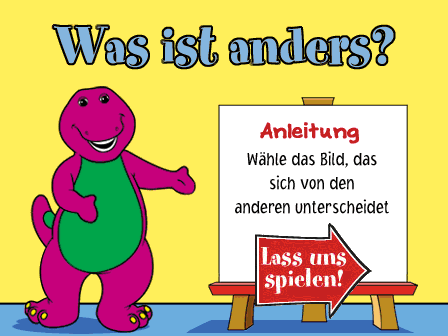 Was ist anders?
Anleitung
Wähle das Bild, das
sich von den
anderen unterscheidet
Lass uns
spielen!